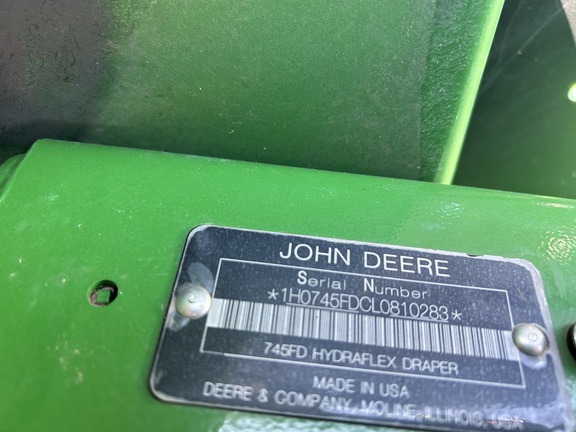 JOHN DEERE
Serial Number
*1H0745FDCL0810283*
745FD HYDRAFLEX DRAPER
MADE IN USA
DEERE & COMPANY, MOLINE, ILLINOIS, USA